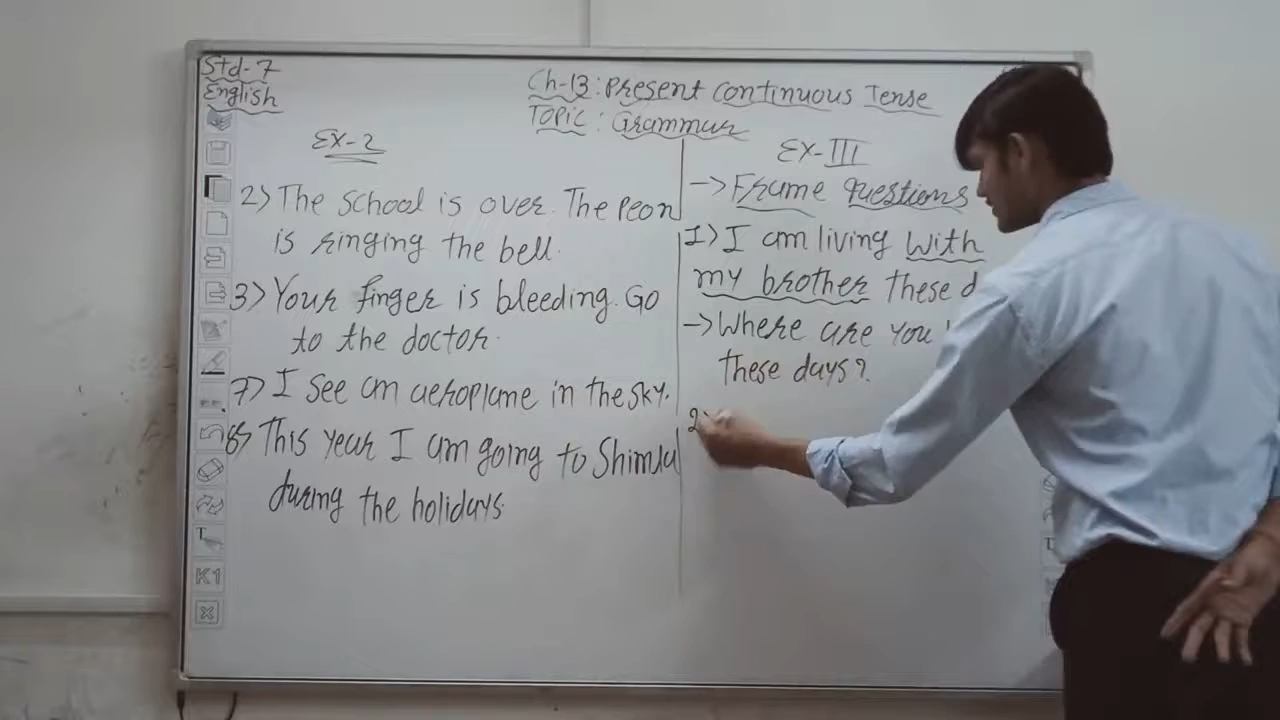 Std-7
English
Ch-13: Present Continuous Tense
Topic: Grammar
Ex-2
2) The school is over. The Peon
is ringing the bell.
3) Your finger is bleeding. Go
to the doctor.
7) I see an aeroplane in the sky.
8) This year I am going to Shimla
during the holidays.
Ex-III
→ Frame questions
1) I am living with
my brother these d
→ Where are you
these days?
2)
T
K1
T